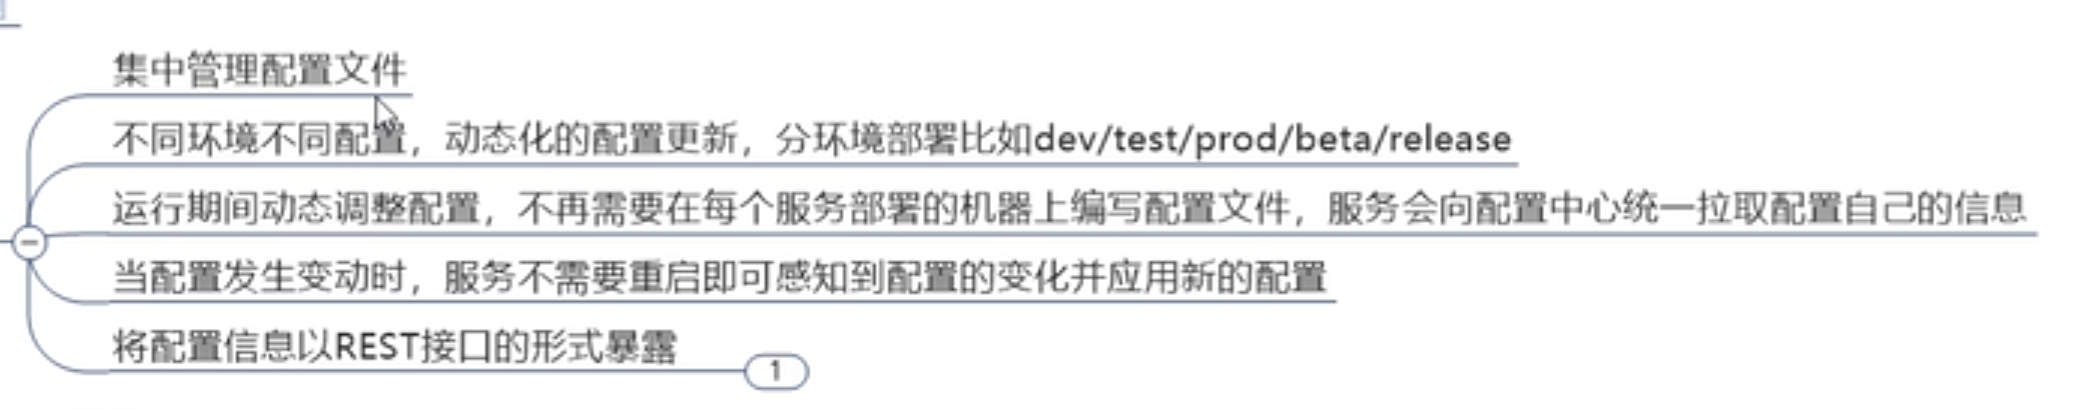 集中管理配置文件
不同环境不同配置，动态化的配置更新，分环境部署比如dev/test/prod/beta/release
运行期间动态调整配置，不再需要在每个服务部署的机器上编写配置文件，服务会向配置中心统一拉取配置自己的信息
当配置发生变动时，服务不需要重启即可感知到配置的变化并应用新的配置
将配置信息以REST接口的形式暴露
1